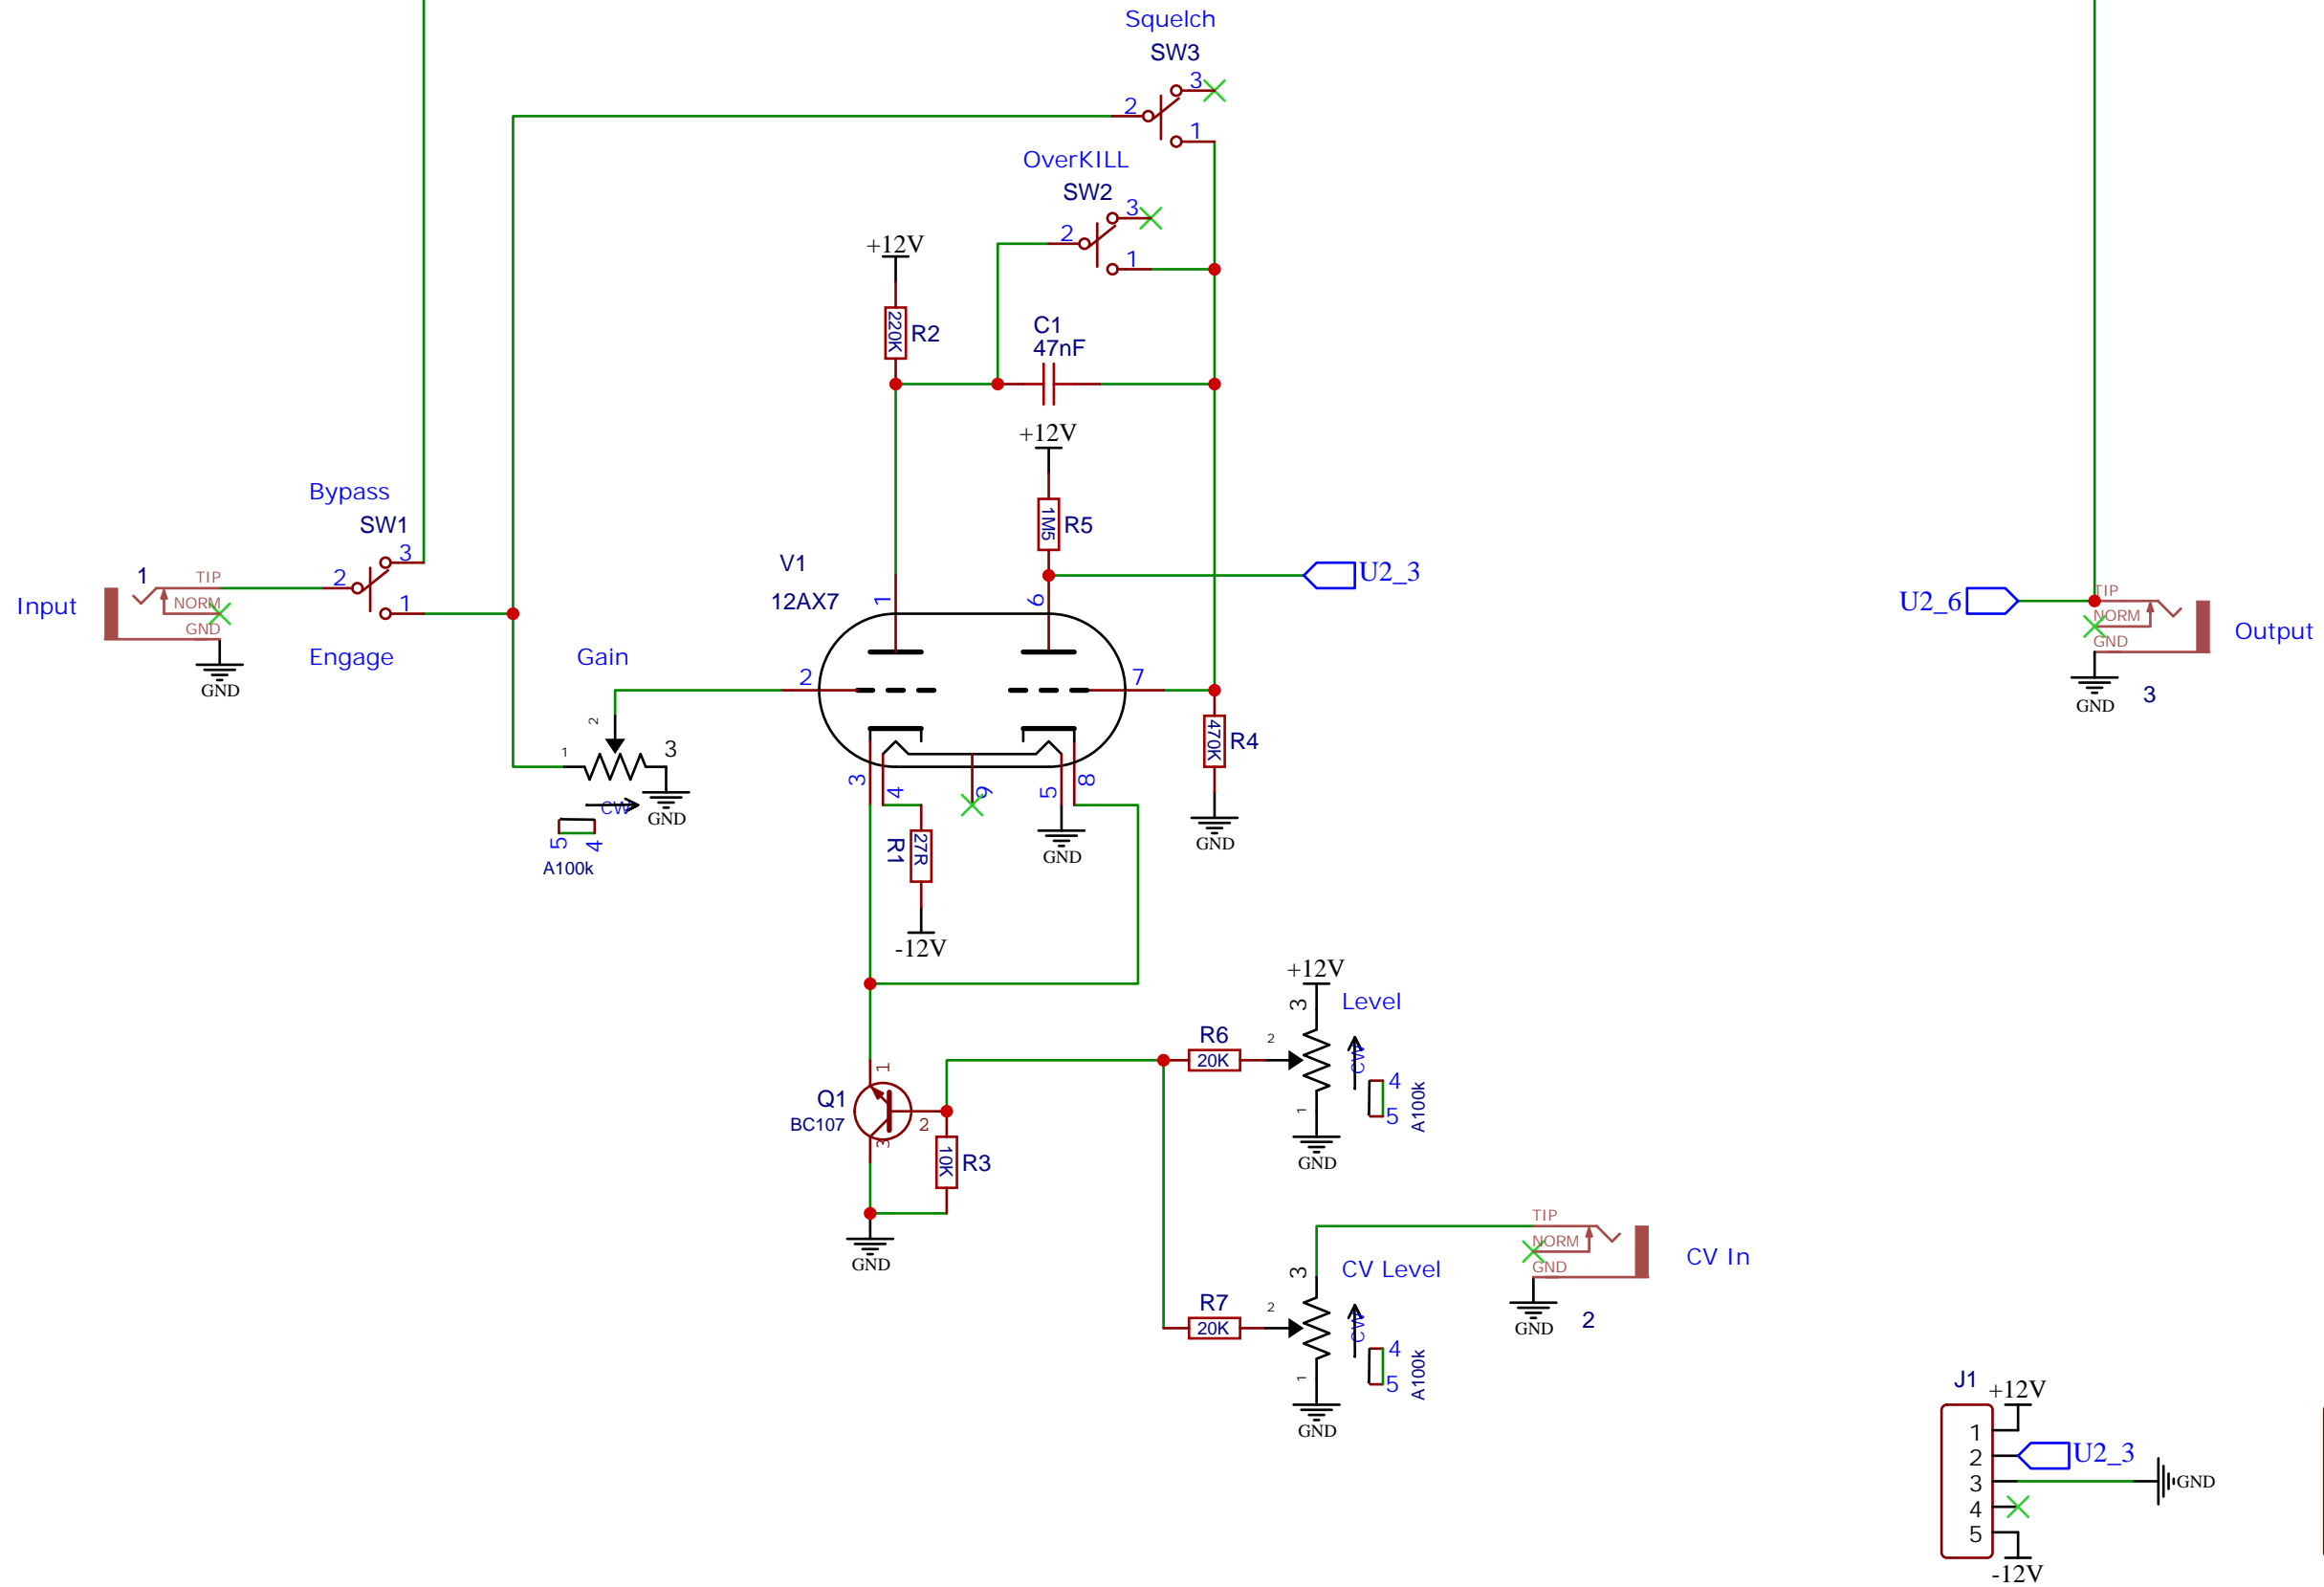 Squelch
SW3
3
2
1
OverKILL
SW2
3
2
1
+12V
220K
R2
C1
47nF
+12V
1M5
R5
Bypass
SW1
3
2
1
Engage
Input
1
TIP
NORM
GND
GND
V1
12AX7
1
6
U2_3
2
7
3
4
9
5
8
Gain
2
1
3
CW
GND
5
4
A100k
R1
27R
-12V
GND
470K
R4
GND
U2_6
TIP
NORM
GND
GND
3
Output
+12V
3
Level
R6
20K
2
CW
1
4
5
A100k
GND
Q1
BC107
1
2
3
10K
R3
GND
TIP
NORM
GND
GND
2
CV In
3
CV Level
R7
20K
2
CW
1
4
5
A100k
GND
J1
+12V
1
2
U2_3
3
GND
4
5
-12V